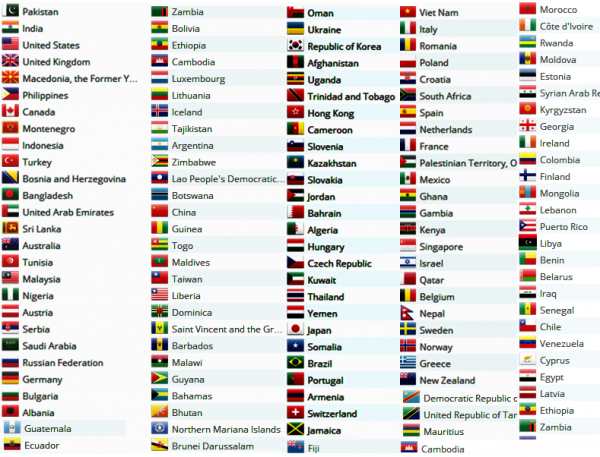 Pakistan
India
United States
United Kingdom
Macedonia, the Former Y...
Philippines
Canada
Montenegro
Indonesia
Turkey
Bosnia and Herzegovina
Bangladesh
United Arab Emirates
Sri Lanka
Australia
Tunisia
Malaysia
Nigeria
Austria
Serbia
Saudi Arabia
Russian Federation
Germany
Bulgaria
Albania
Guatemala
Ecuador
Zambia
Bolivia
Ethiopia
Cambodia
Luxembourg
Lithuania
Iceland
Tajikistan
Argentina
Zimbabwe
Lao People's Democratic...
Botswana
China
Guinea
Togo
Maldives
Taiwan
Liberia
Dominica
Saint Vincent and the Gr...
Barbados
Malawi
Guyana
Bahamas
Bhutan
Northern Mariana Islands
Brunei Darussalam
Oman
Ukraine
Republic of Korea
Afghanistan
Uganda
Trinidad and Tobago
Hong Kong
Cameroon
Slovenia
Kazakhstan
Slovakia
Jordan
Bahrain
Algeria
Hungary
Czech Republic
Kuwait
Thailand
Yemen
Japan
Somalia
Brazil
Portugal
Armenia
Switzerland
Jamaica
Fiji
Viet Nam
Italy
Romania
Poland
Croatia
South Africa
Spain
Netherlands
France
Palestinian Territory, O
Mexico
Ghana
Gambia
Kenya
Singapore
Israel
Qatar
Belgium
Nepal
Sweden
Norway
Greece
New Zealand
Democratic Republic c
United Republic of Tar
Mauritius
Cambodia
Morocco
Côte d'Ivoire
Rwanda
Moldova
Estonia
Syrian Arab Re
Kyrgyzstan
Georgia
Ireland
Colombia
Finland
Mongolia
Lebanon
Puerto Rico
Libya
Benin
Belarus
Iraq
Senegal
Chile
Venezuela
Cyprus
Egypt
Latvia
Ethiopia
Zambia